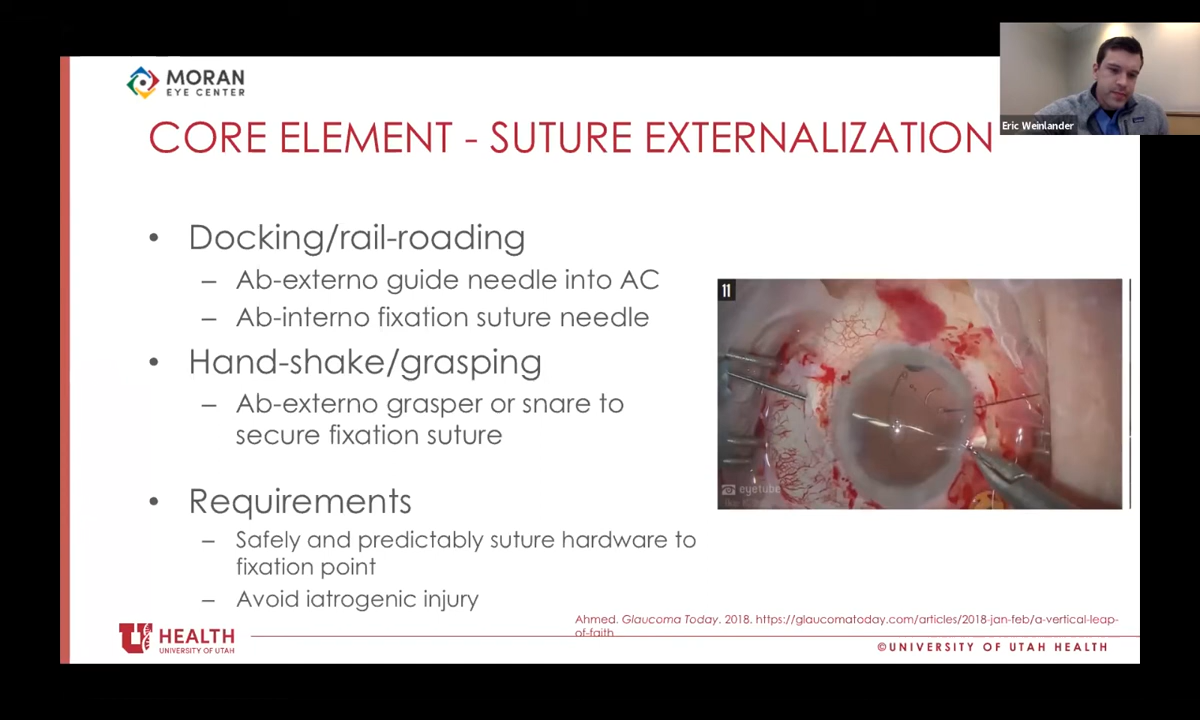 MORAN
EYE CENTER
Eric Weinlander
CORE ELEMENT - SUTURE EXTERNALIZATION
• Docking/rail-roading
– Ab-externo guide needle into AC
– Ab-interno fixation suture needle
• Hand-shake/grasping
– Ab-externo grasper or snare to
secure fixation suture
• Requirements
– Safely and predictably suture hardware to
fixation point
– Avoid iatrogenic injury
11
eyetube
Ahmed. Glaucoma Today. 2018. https://glaucomatoday.com/articles/2018-jan-feb/a-vertical-leap-
of-faith
U HEALTH
UNIVERSITY OF UTAH
©UNIVERSITY OF UTAH HEALTH